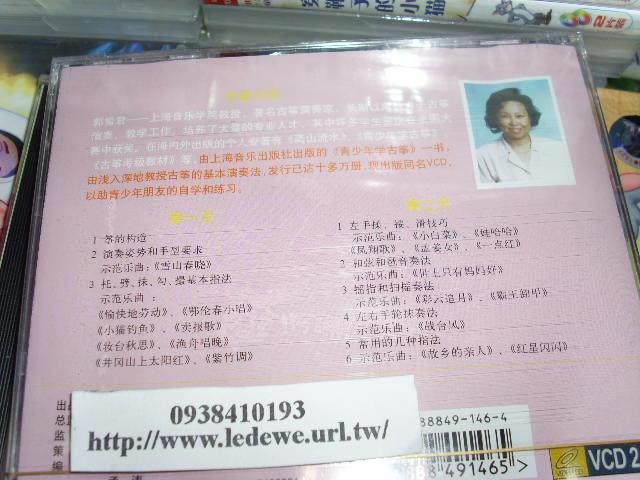 郭雪君——上海音乐学院教授、著名古筝演奏家，
演奏、教学工作，培养了大量的专业人才，
赛中获奖。在海内外出版的个人专著有《高山流水》、《青少年学古筝》
《古筝考级教材》等，由上海音乐出版社出版的《青少年学古筝》一书，
由浅入深地教授古筝的基本演奏法，发行已达十多万册，现出版同名VCD，
以助青少年朋友的自学和练习。
第一片
1 筝的构造
2 演奏姿势和手型要求
示范乐曲：《雪山春晓》
3 托、劈、抹、勾、撮基本指法
示范乐曲：
《愉快地劳动》、《鄂伦春小唱》
《小猫钓鱼》、《卖报歌》
《妆台秋思》、《渔舟唱晚》
《井冈山上太阳红》、《紫竹调》
第二片
1 左手揉、按、滑技巧
示范乐曲：《小白菜》、《娃哈哈》
《凤翔歌》、《孟姜女》、《一点红》
2 和弦和琶音奏法
示范乐曲：《世上只有妈妈好》
3 摇指和扫摇奏法
示范乐曲：《彩云追月》、《霸王卸甲》
4 左右手轮抹奏法
示范乐曲：《战台风》
5 常用的几种指法
6 示范乐曲：《故乡的亲人》、《红星闪闪》
0938410193
http://www.ledewe.url.tw/
88849-146-4
491465>
VCD 2